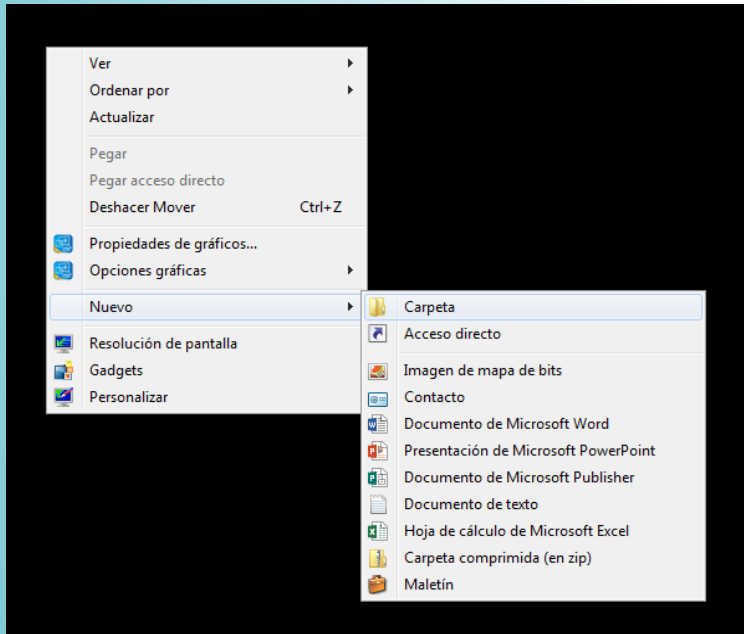 Ver
Ordenar por
Actualizar
Pegar
Pegar acceso directo
Deshacer Mover Ctrl+Z
Propiedades de gráficos...
Opciones gráficas
Nuevo
Resolución de pantalla
Gadgets
Personalizar
Carpeta
Acceso directo
Imagen de mapa de bits
Contacto
Documento de Microsoft Word
Presentación de Microsoft PowerPoint
Documento de Microsoft Publisher
Documento de texto
Hoja de cálculo de Microsoft Excel
Carpeta comprimida (en zip)
Maletín